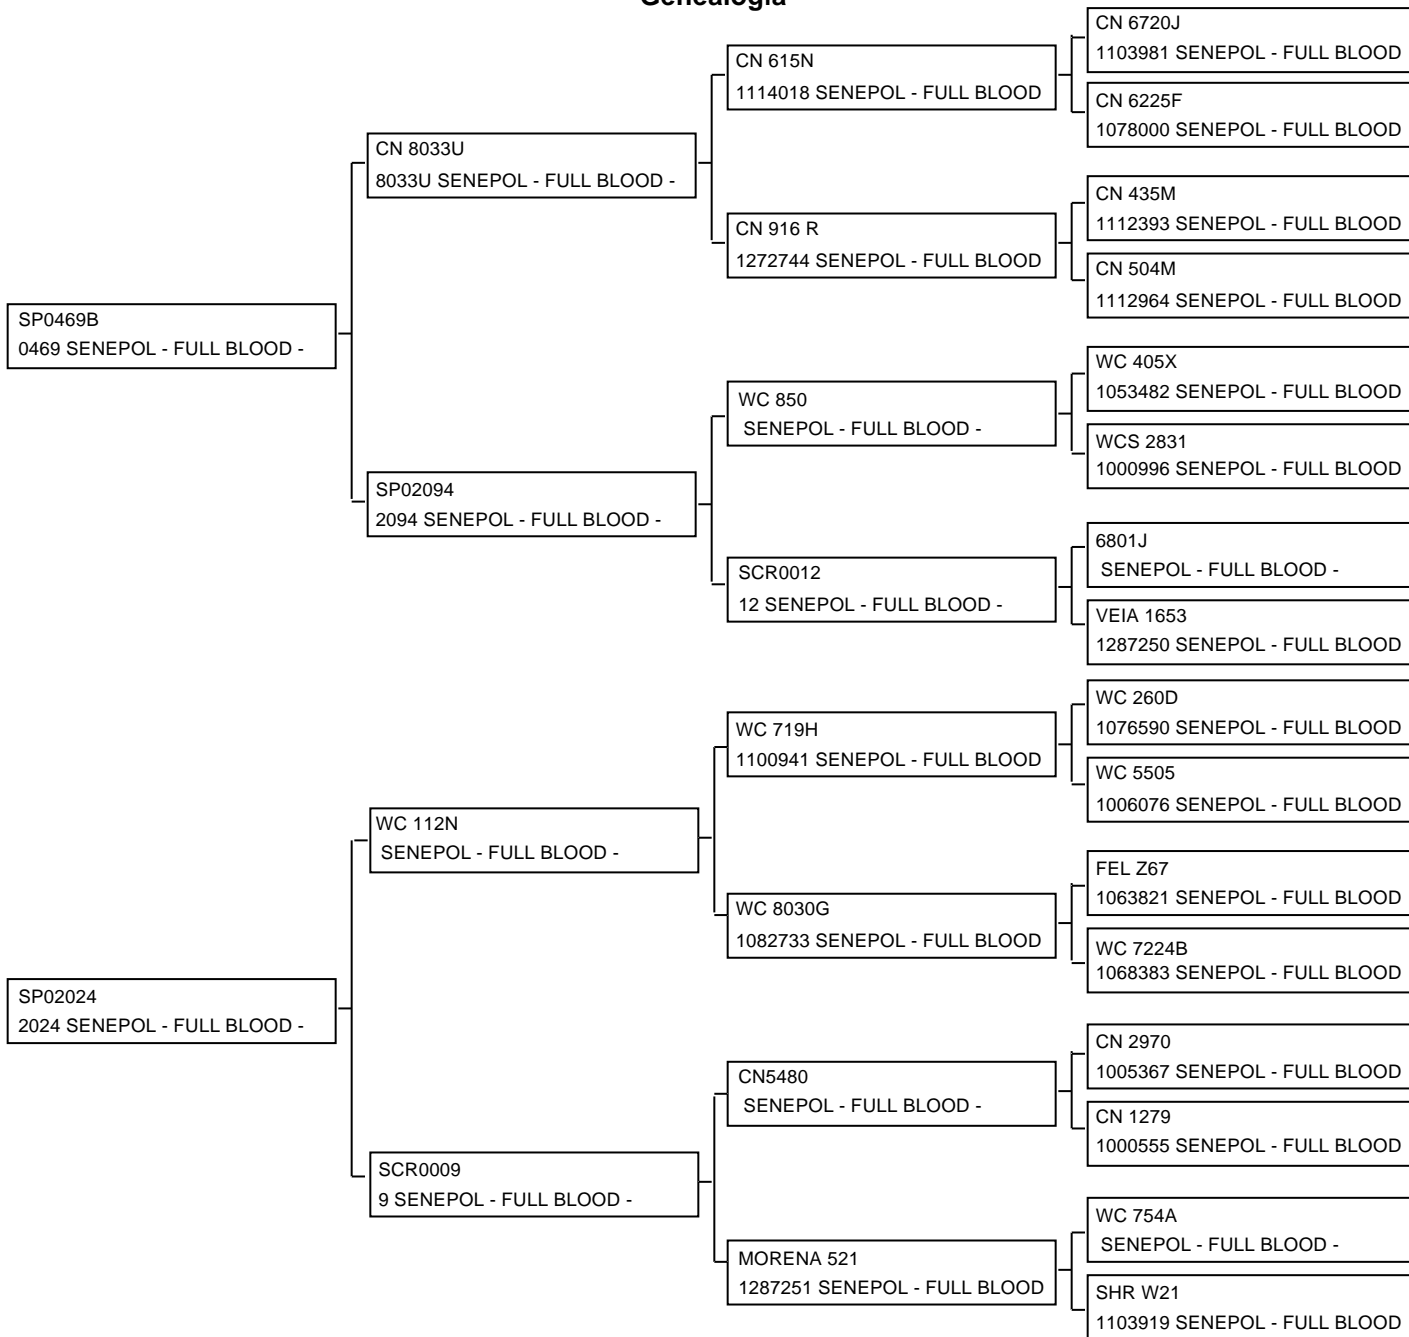 Genealogia
CN 6720J
1103981 SENEPOL - FULL BLOOD
CN 615N
1114018 SENEPOL - FULL BLOOD
CN 6225F
1078000 SENEPOL - FULL BLOOD
CN 8033U
8033U SENEPOL - FULL BLOOD -
CN 435M
1112393 SENEPOL - FULL BLOOD
CN 916 R
1272744 SENEPOL - FULL BLOOD
CN 504M
1112964 SENEPOL - FULL BLOOD
SP0469B
0469 SENEPOL - FULL BLOOD -
WC 405X
1053482 SENEPOL - FULL BLOOD
WC 850
SENEPOL - FULL BLOOD -
WCS 2831
1000996 SENEPOL - FULL BLOOD
SP02094
2094 SENEPOL - FULL BLOOD -
6801J
SENEPOL - FULL BLOOD -
SCR0012
12 SENEPOL - FULL BLOOD -
VEIA 1653
1287250 SENEPOL - FULL BLOOD
WC 260D
1076590 SENEPOL - FULL BLOOD
WC 719H
1100941 SENEPOL - FULL BLOOD
WC 5505
1006076 SENEPOL - FULL BLOOD
WC 112N
SENEPOL - FULL BLOOD -
FEL Z67
1063821 SENEPOL - FULL BLOOD
WC 8030G
1082733 SENEPOL - FULL BLOOD
WC 7224B
1068383 SENEPOL - FULL BLOOD
SP02024
2024 SENEPOL - FULL BLOOD -
CN 2970
1005367 SENEPOL - FULL BLOOD
CN5480
SENEPOL - FULL BLOOD -
CN 1279
1000555 SENEPOL - FULL BLOOD
SCR0009
9 SENEPOL - FULL BLOOD -
WC 754A
SENEPOL - FULL BLOOD -
MORENA 521
1287251 SENEPOL - FULL BLOOD
SHR W21
1103919 SENEPOL - FULL BLOOD